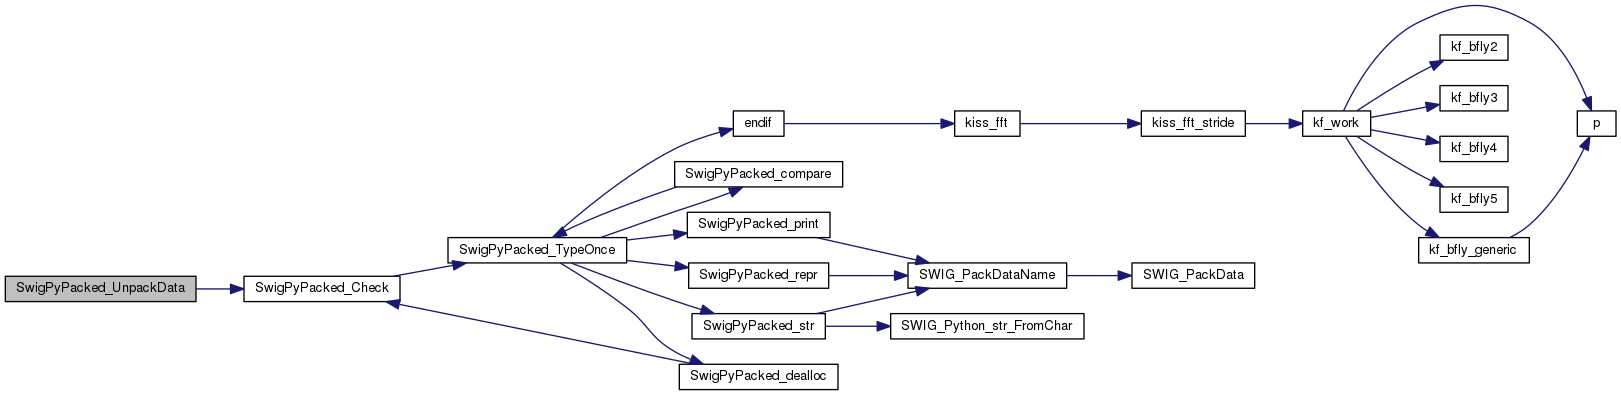 SwigPyPacked_UnpackData
SwigPyPacked_Check
SwigPyPacked_TypeOnce
endif
SwigPyPacked_compare
SwigPyPacked_print
SwigPyPacked_repr
SwigPyPacked_str
SwigPyPacked_dealloc
kiss_fft
SWIG_PackDataName
SWIG_Python_str_FromChar
kiss_fft_stride
SWIG_PackData
kf_work
kf_bfly2
kf_bfly3
kf_bfly4
kf_bfly5
kf_bfly_generic
p